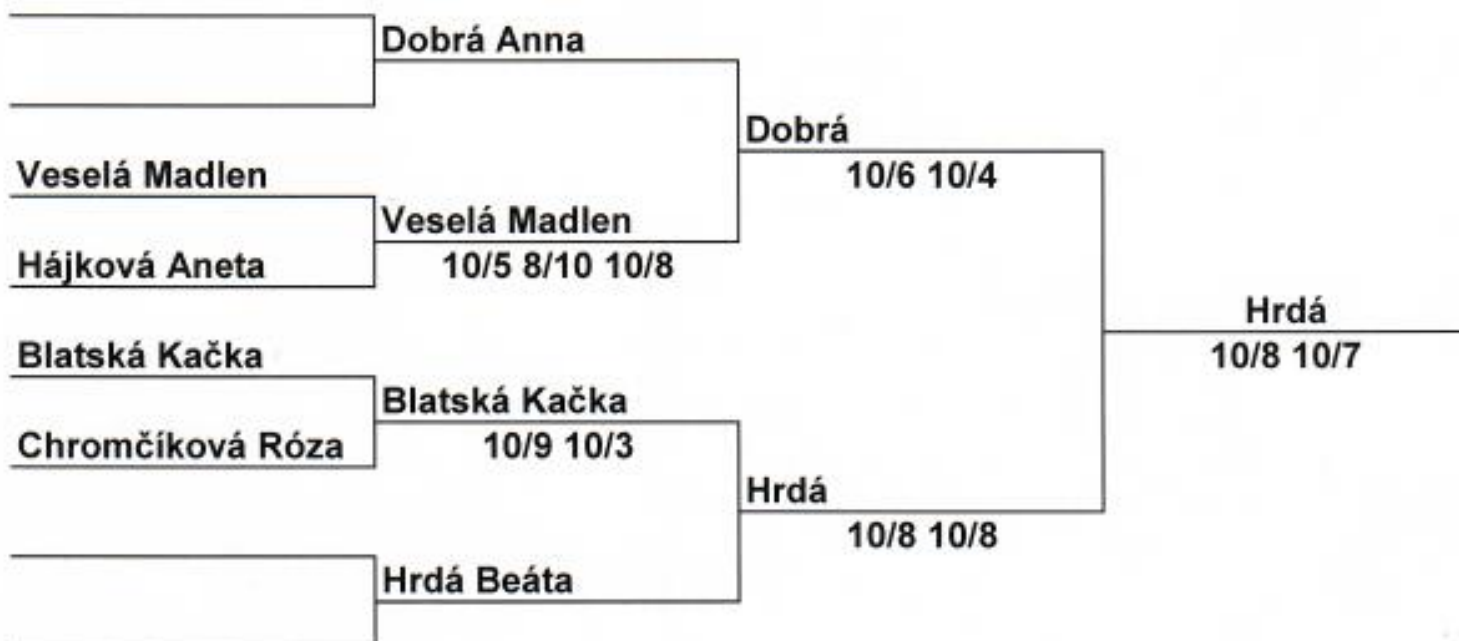 Dobrá Anna
Dobrá
10/6 10/4
Veselá Madlen
Veselá Madlen
10/5 8/10 10/8
Hájková Aneta
Hrdá
10/8 10/7
Blatská Kačka
Blatská Kačka
10/9 10/3
Chromčíková Róza
Hrdá
10/8 10/8
Hrdá Beáta